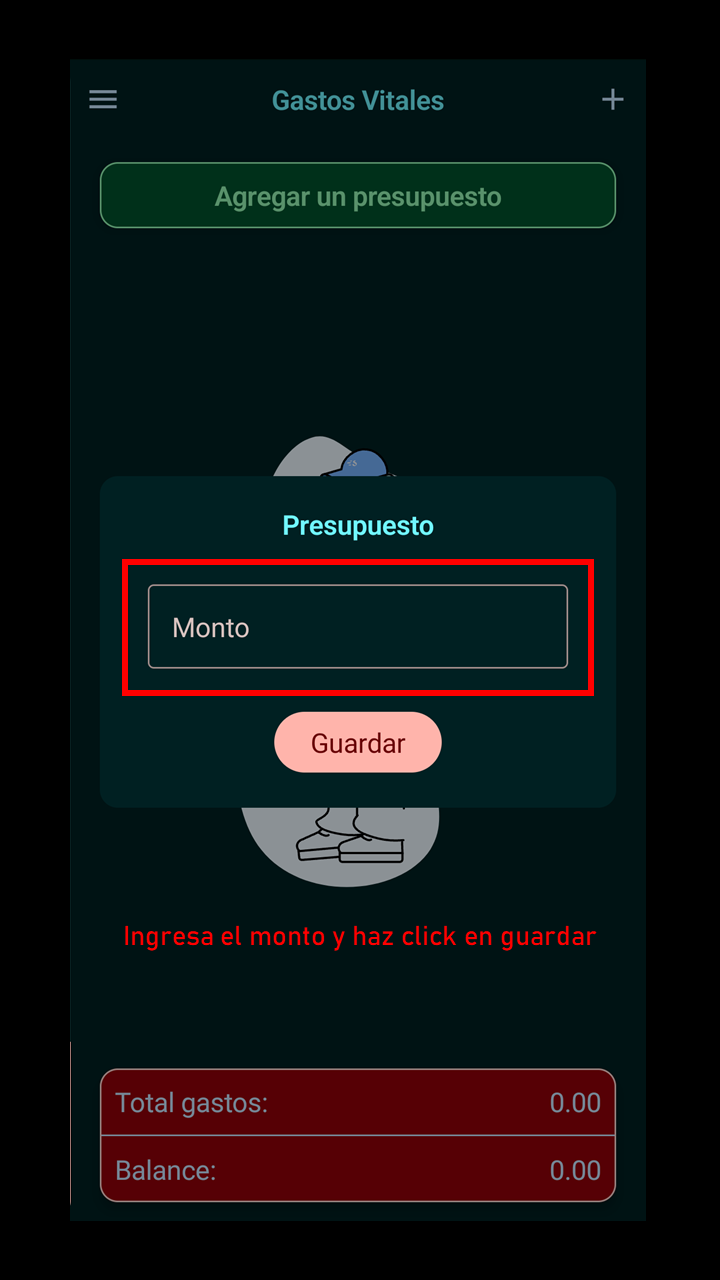 Gastos Vitales
Agregar un presupuesto
Presupuesto
Monto
Guardar
Ingresa el monto y haz click en guardar
Total gastos: 0.00
Balance: 0.00